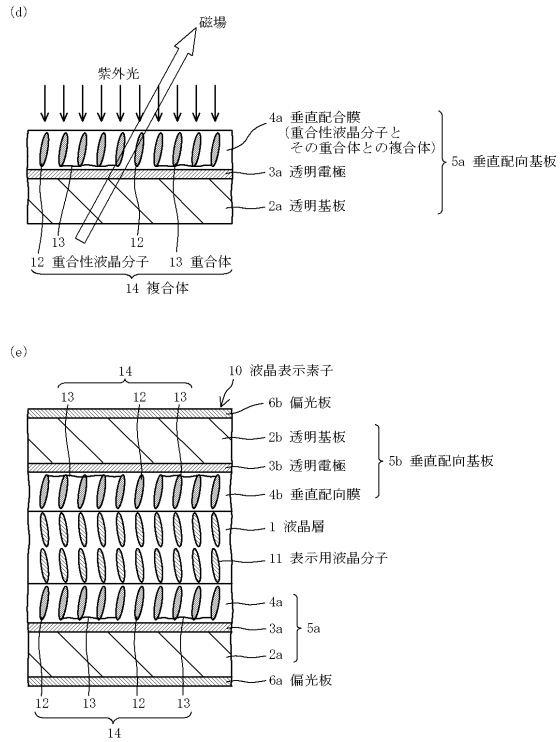 (d)
磁場
紫外光
4a 垂直配合膜
(重合性液晶分子と
その重合体との複合体)
5a 垂直配向基板
3a 透明電極
2a 透明基板
13
12
12 重合性液晶分子
13 重合体
14 複合体
(e)
14
10 液晶表示素子
13
12
13
6b 偏光板
2b 透明基板
3b 透明電極
5b 垂直配向基板
4b 垂直配向膜
1 液晶層
11 表示用液晶分子
4a
3a
5a
2a
12
13
12
13
6a 偏光板
14